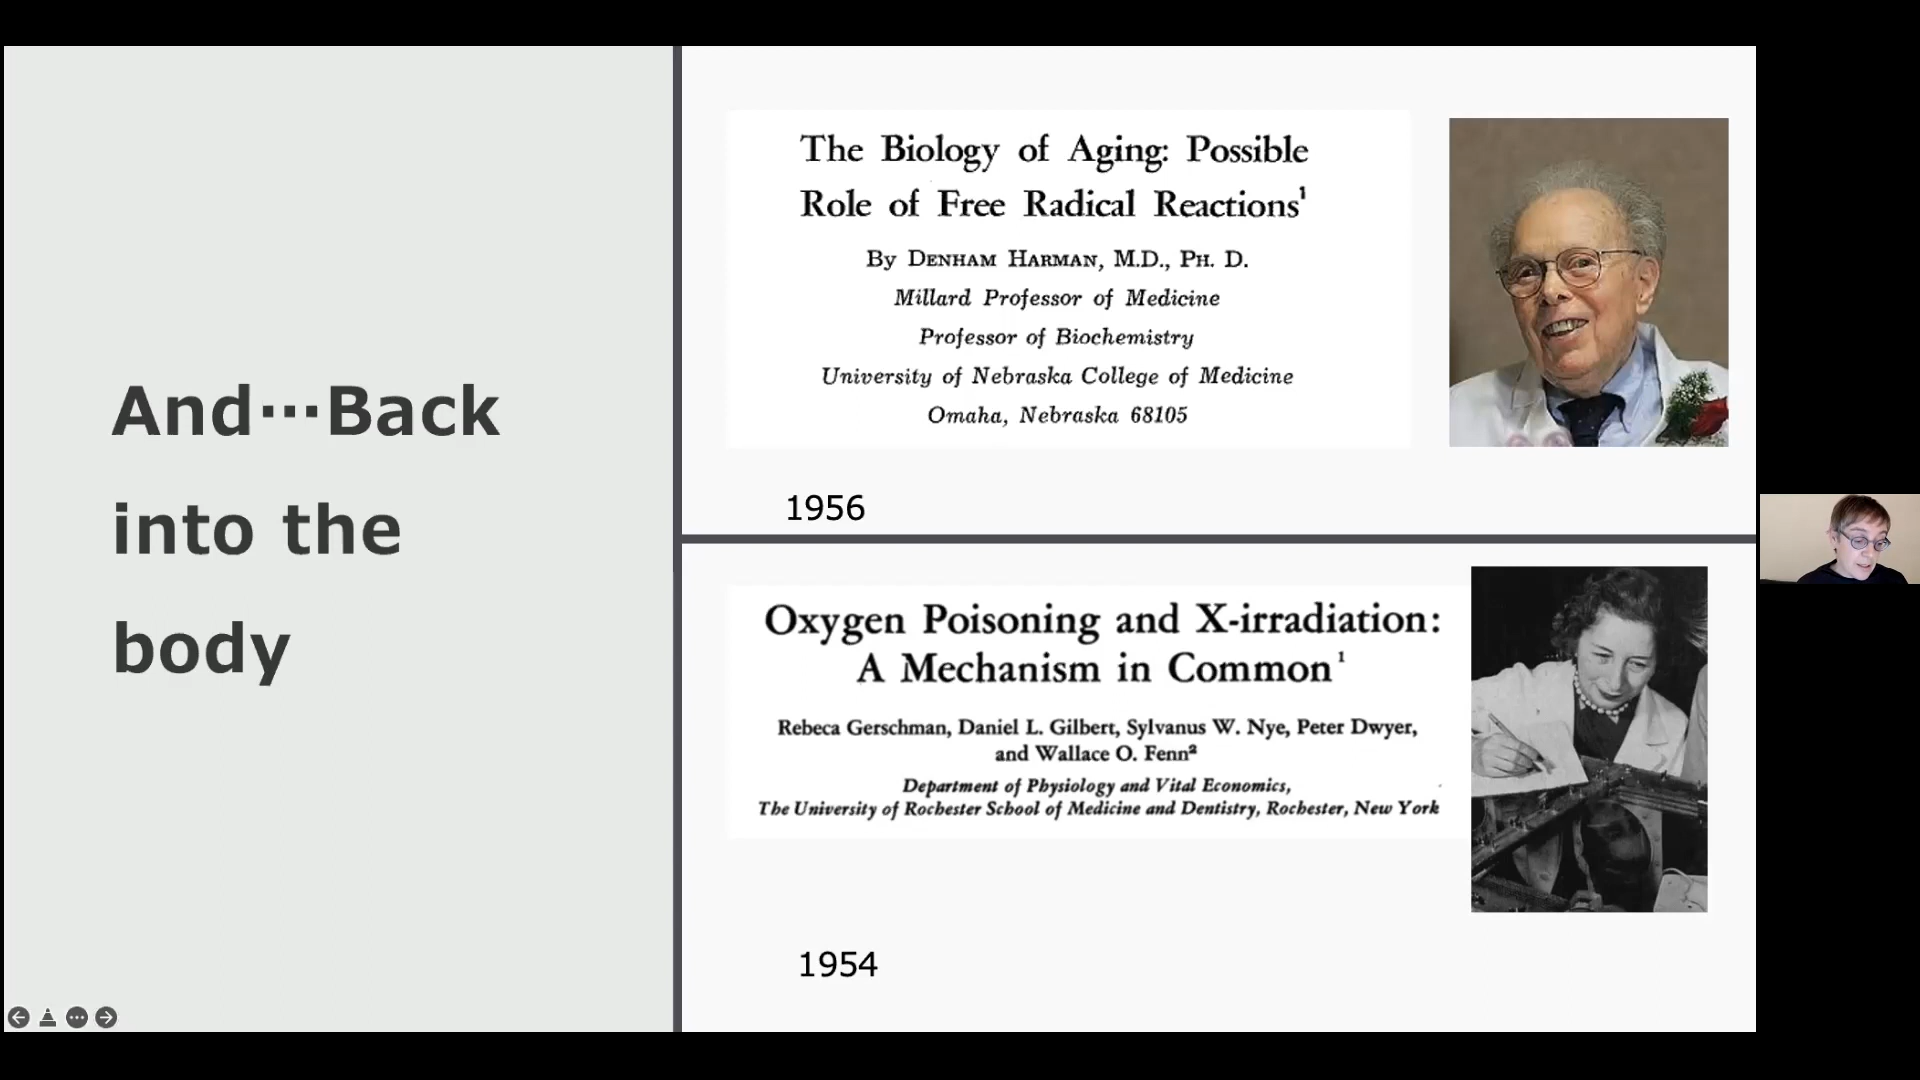 And…Back
into the
body
The Biology of Aging: Possible
Role of Free Radical Reactions¹
By DENHAM HARMAN, M.D., PH. D.
Millard Professor of Medicine
Professor of Biochemistry
University of Nebraska College of Medicine
Omaha, Nebraska 68105
1956
Oxygen Poisoning and X-irradiation:
A Mechanism in Common¹
Rebeca Gerschman, Daniel L. Gilbert, Sylvanus W. Nye, Peter Dwyer,
and Wallace O. Fenn²
Department of Physiology and Vital Economics,
The University of Rochester School of Medicine and Dentistry, Rochester, New York
1954